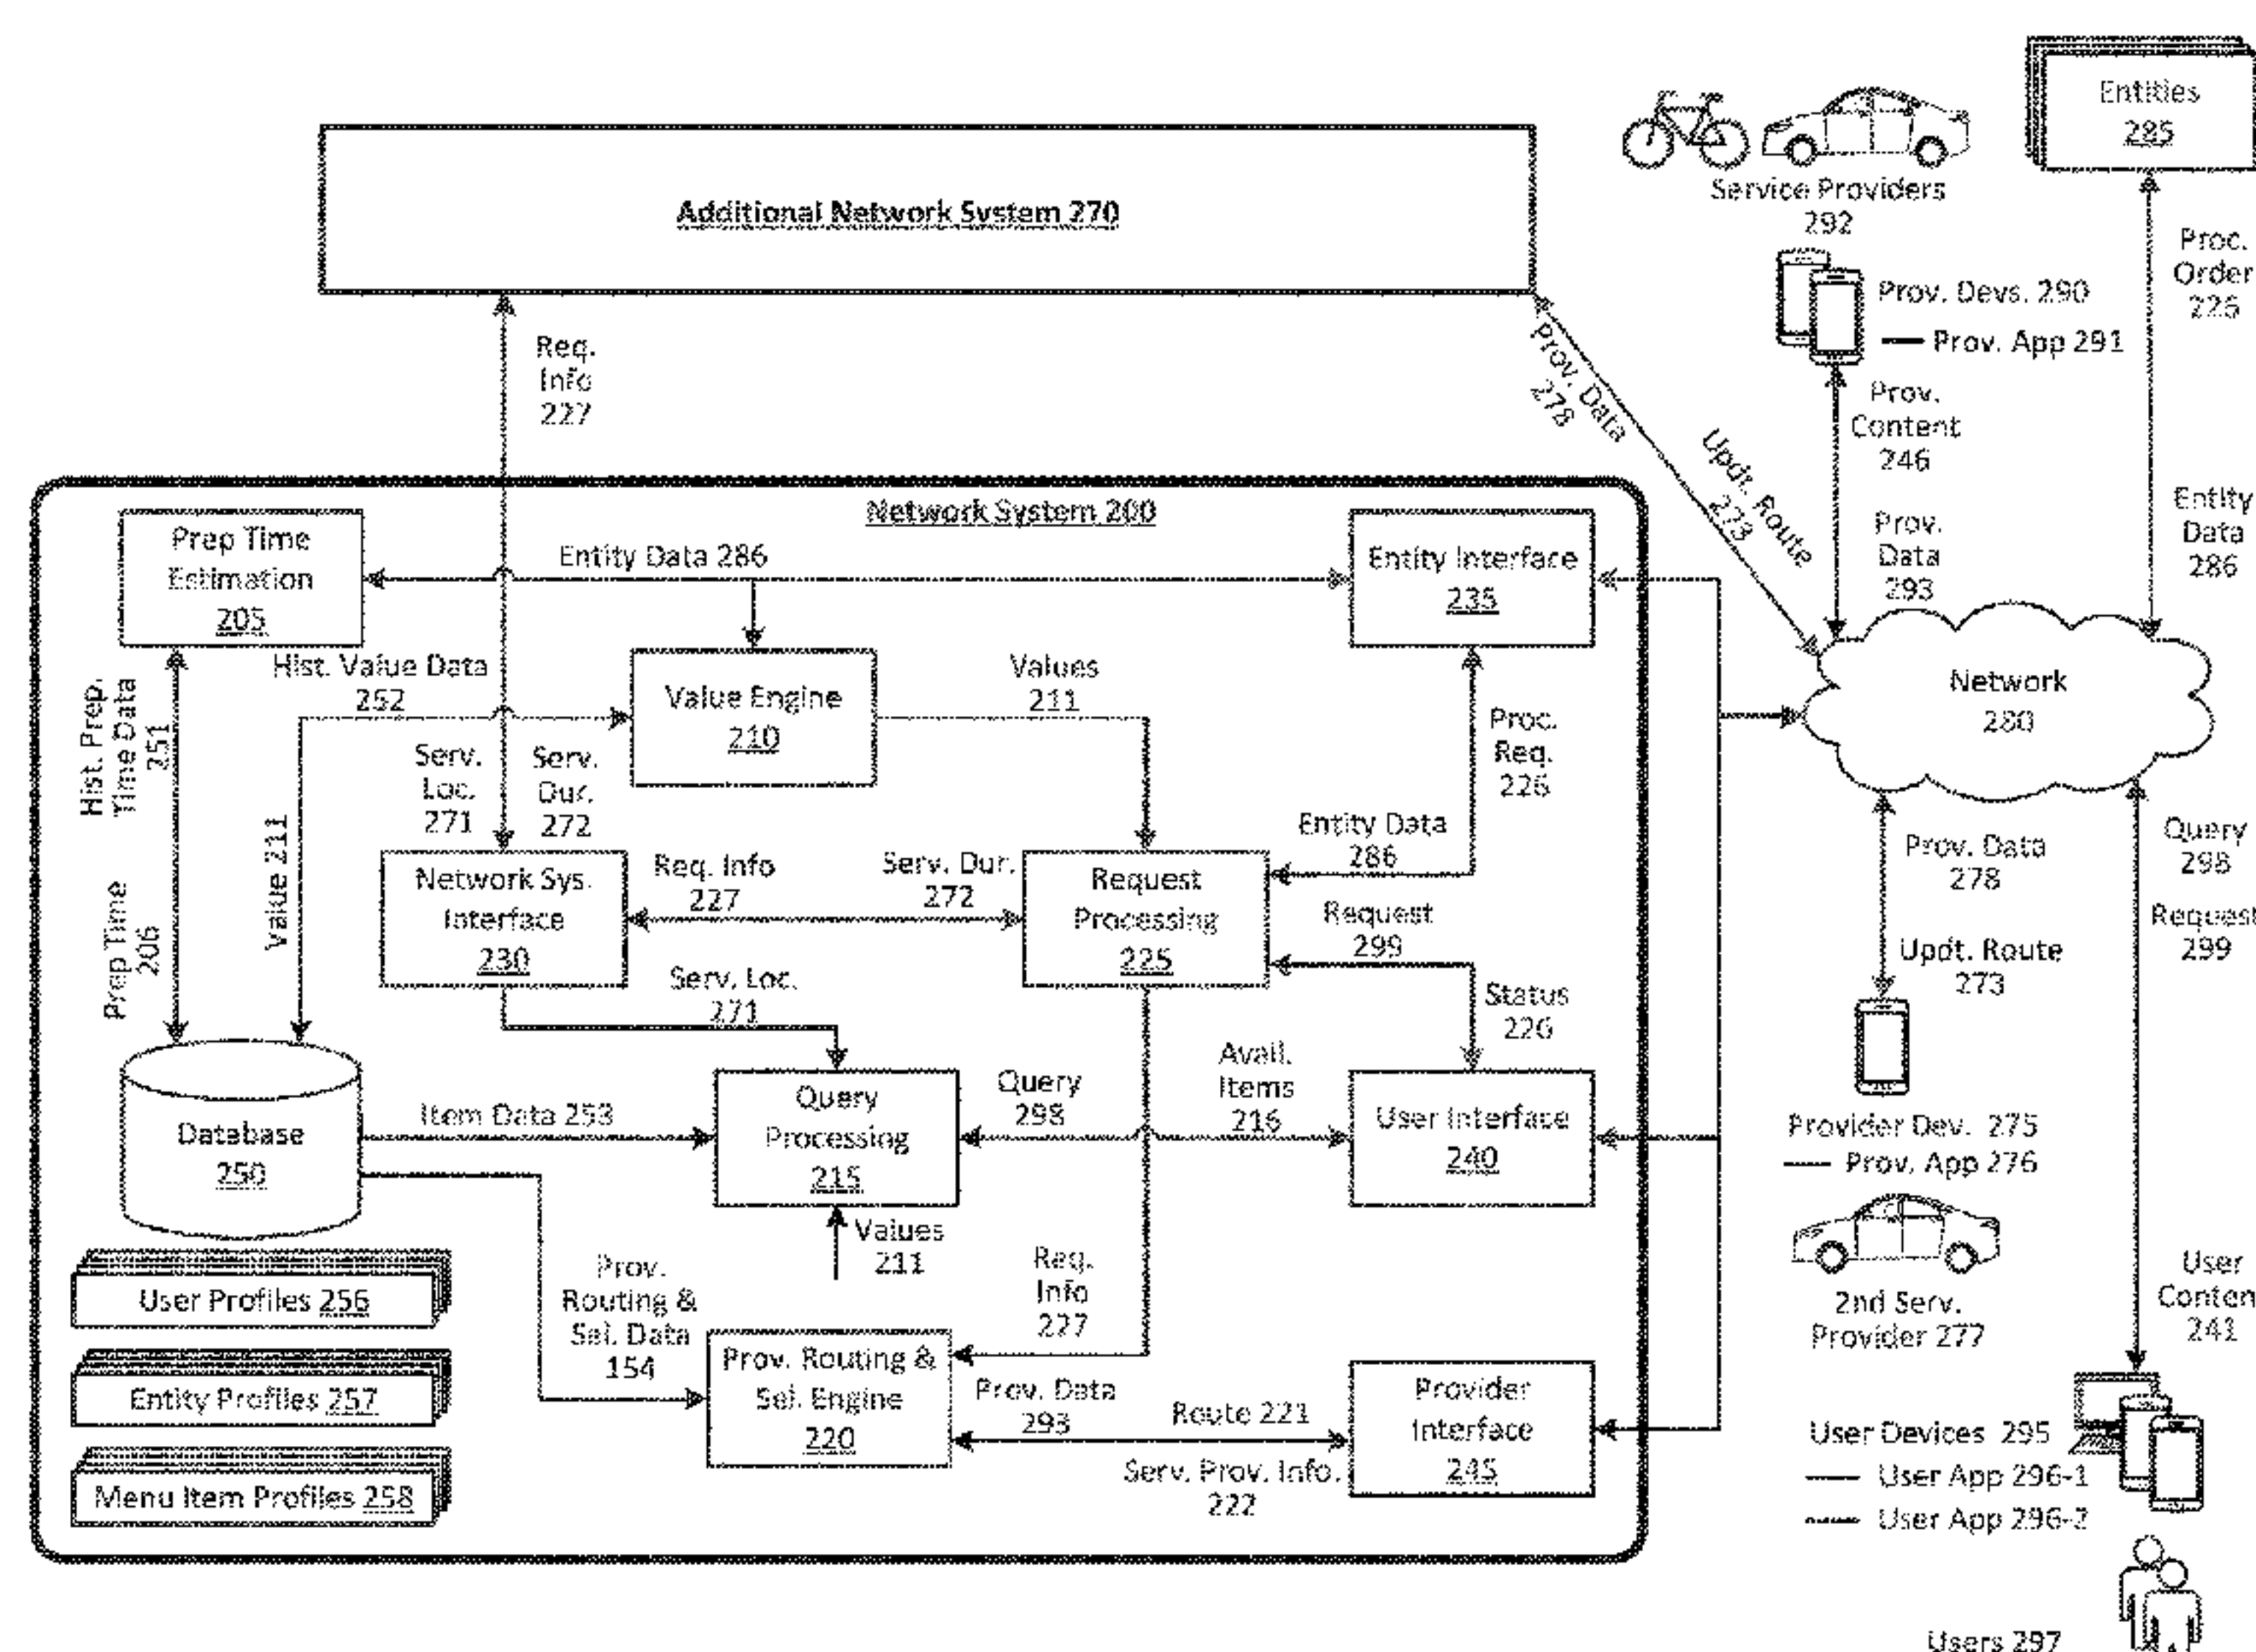 Entities
285
Service Providers
292
Additional Network System 270
Proc.
Order
226
Prov. Devs. 290
Prov. App 291
Req.
Info
227
Prov. Data
278
Updt. Route
273
Prov.
Content
246
Prov.
Data
293
Entity
Data
286
Network System 200
Prep Time
Estimation
205
Entity Data 286
Entity Interface
235
Hist. Value Data
252
Value Engine
210
Values
211
Network
280
Hist. Prep.
Time Data
251
Prep Time
206
Value 211
Serv.
Loc.
271
Serv.
Dur.
272
Proc.
Req.
226
Entity Data
286
Network Sys.
Interface
230
Req. Info
227
Serv. Dur.
272
Request
Processing
225
Request
299
Status
226
Serv. Loc.
271
Prov. Data
278
Updt. Route
273
Query
298
Request
299
Database
250
Item Data 253
Query
Processing
215
Query
298
Avail.
Items
216
User Interface
240
Provider Dev. 275
Prov. App 276
Values
211
User Profiles 256
Entity Profiles 257
Menu Item Profiles 258
Prov.
Routing &
Sel. Data
154
Req.
Info
227
Prov. Routing &
Sel. Engine
220
Prov. Data
293
Route 221
Serv. Prov. Info.
222
Provider
Interface
245
2nd Serv.
Provider 277
User
Conten
241
User Devices 295
User App 296-1
User App 296-2
Users 297